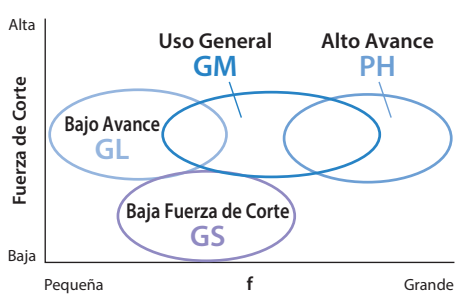 Alta
Uso General
GM
Alto Avance
PH
Fuerza de Corte
Bajo Avance
GL
Baja Fuerza de Corte
GS
Baja
Pequeña
f
Grande